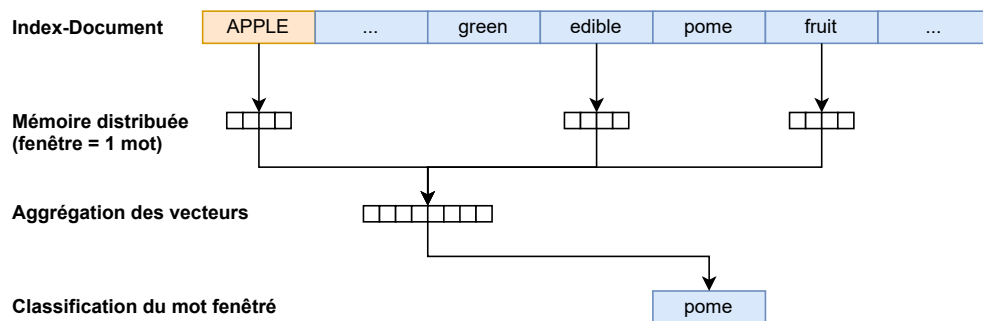 Index-Document APPLE ... green edible pome fruit ...
Mémoire distribuée
(fenêtre = 1 mot)
Aggrégation des vecteurs
Classification du mot fenêtré pome